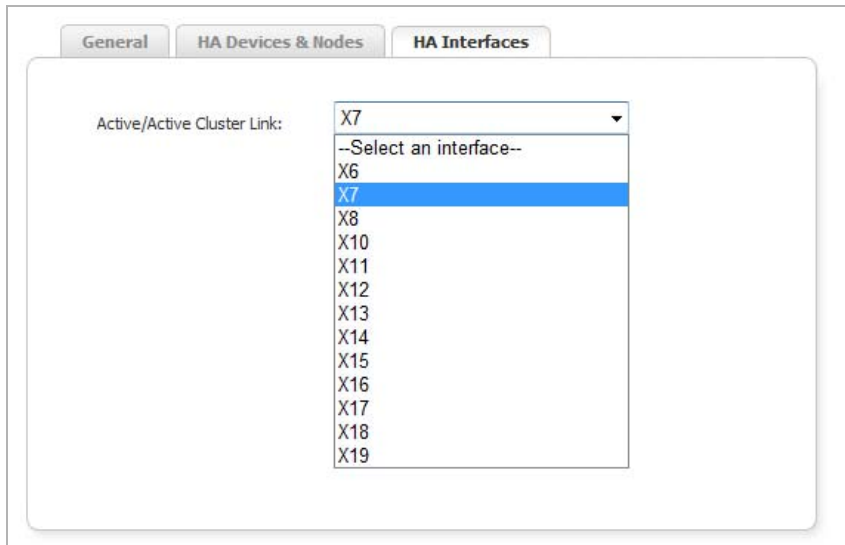 General HA Devices & Nodes HA Interfaces
Active/Active Cluster Link: X7
--Select an interface--
X6
X7
X8
X10
X11
X12
X13
X14
X15
X16
X17
X18
X19